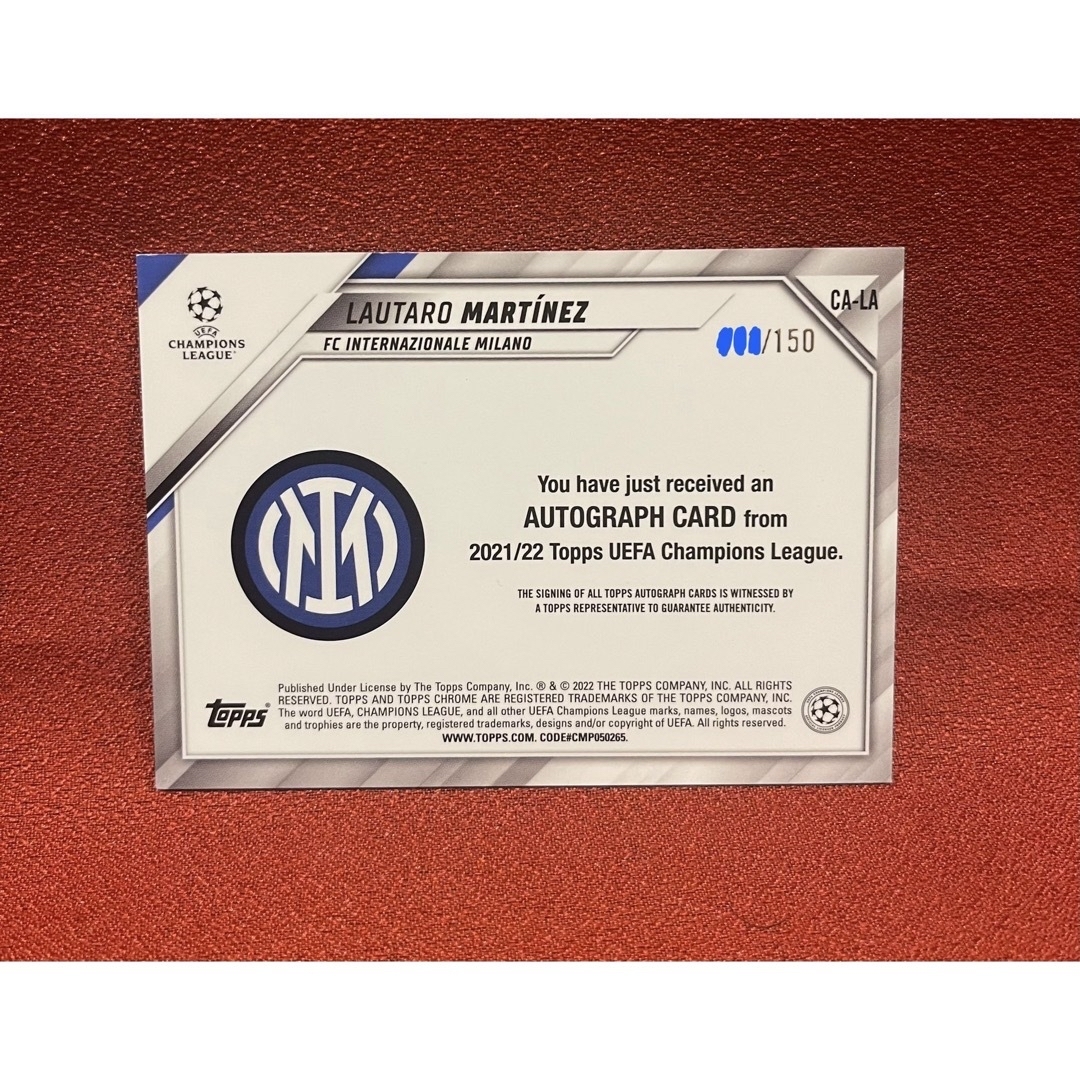 UEFA
CHAMPIONS
LEAGUE®
LAUTARO MARTÍNEZ
FC INTERNAZIONALE MILANO
CA-LA
/150
IM
You have just received an
AUTOGRAPH CARD from
2021/22 Topps UEFA Champions League.
THE SIGNING OF ALL TOPPS AUTOGRAPH CARDS IS WITNESSED BY
A TOPPS REPRESENTATIVE TO GUARANTEE AUTHENTICITY.
topps®
Published Under License by The Topps Company, Inc. ® & © 2022 THE TOPPS COMPANY, INC. ALL RIGHTS
RESERVED. TOPPS AND TOPPS CHROME ARE REGISTERED TRADEMARKS OF THE TOPPS COMPANY, INC.
The word UEFA, CHAMPIONS LEAGUE, and all other UEFA Champions League marks, names, logos, mascots
and trophies are the property, registered trademarks, designs and/or copyright of UEFA. All rights reserved.
WWW.TOPPS.COM. CODE#CMP050265.